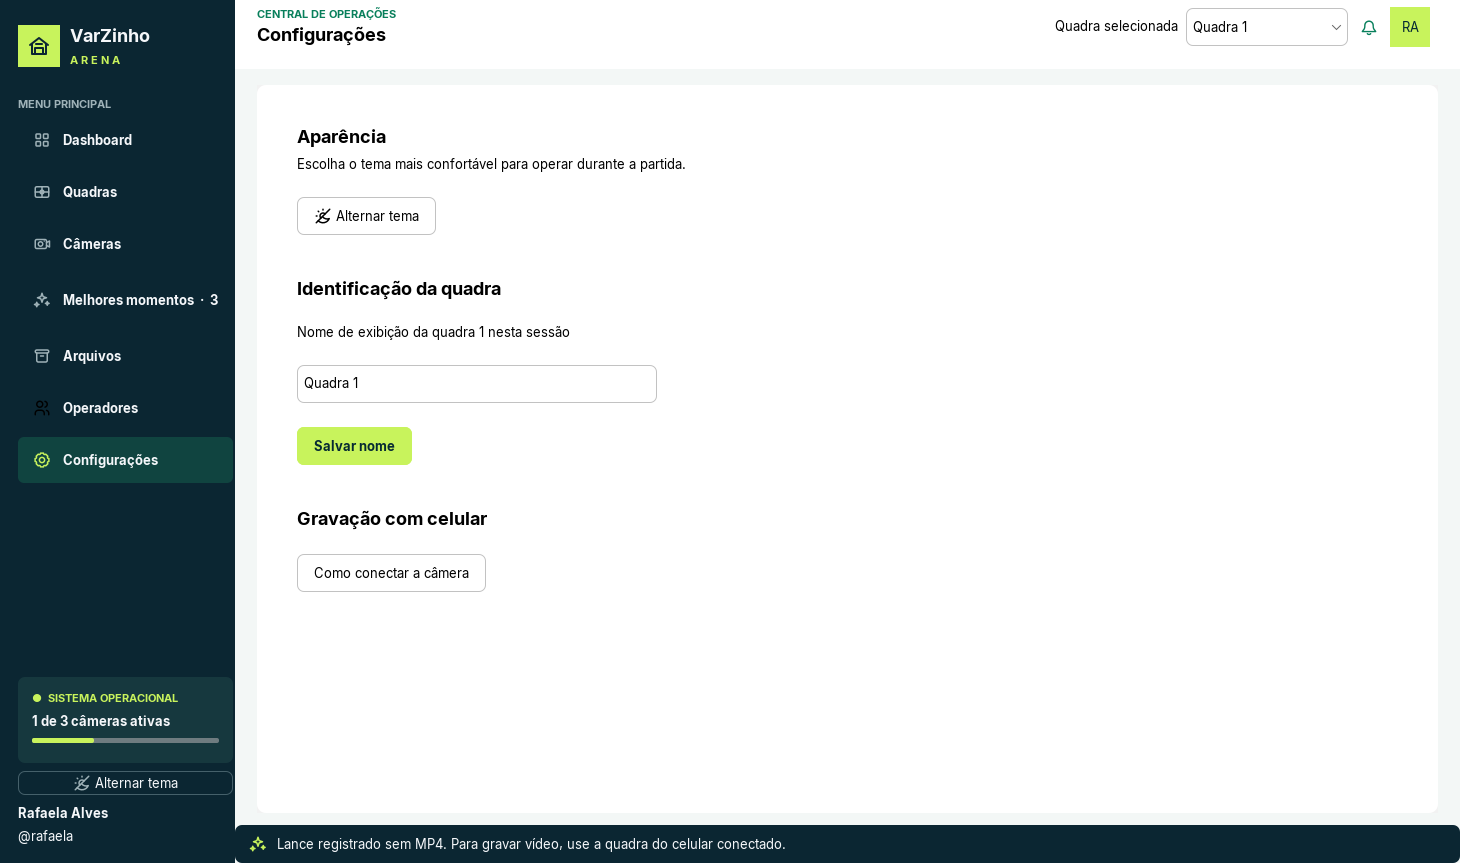 VarZinho
ARENA
MENU PRINCIPAL
Dashboard
Quadras
Câmeras
Melhores momentos · 3
Arquivos
Operadores
Configurações
SISTEMA OPERACIONAL
1 de 3 câmeras ativas
Alternar tema
Rafaela Alves
@rafaela
CENTRAL DE OPERAÇÕES
Configurações
Quadra selecionada
Quadra 1
RA
Aparência
Escolha o tema mais confortável para operar durante a partida.
Alternar tema
Identificação da quadra
Nome de exibição da quadra 1 nesta sessão
Quadra 1
Salvar nome
Gravação com celular
Como conectar a câmera
Lance registrado sem MP4. Para gravar vídeo, use a quadra do celular conectado.